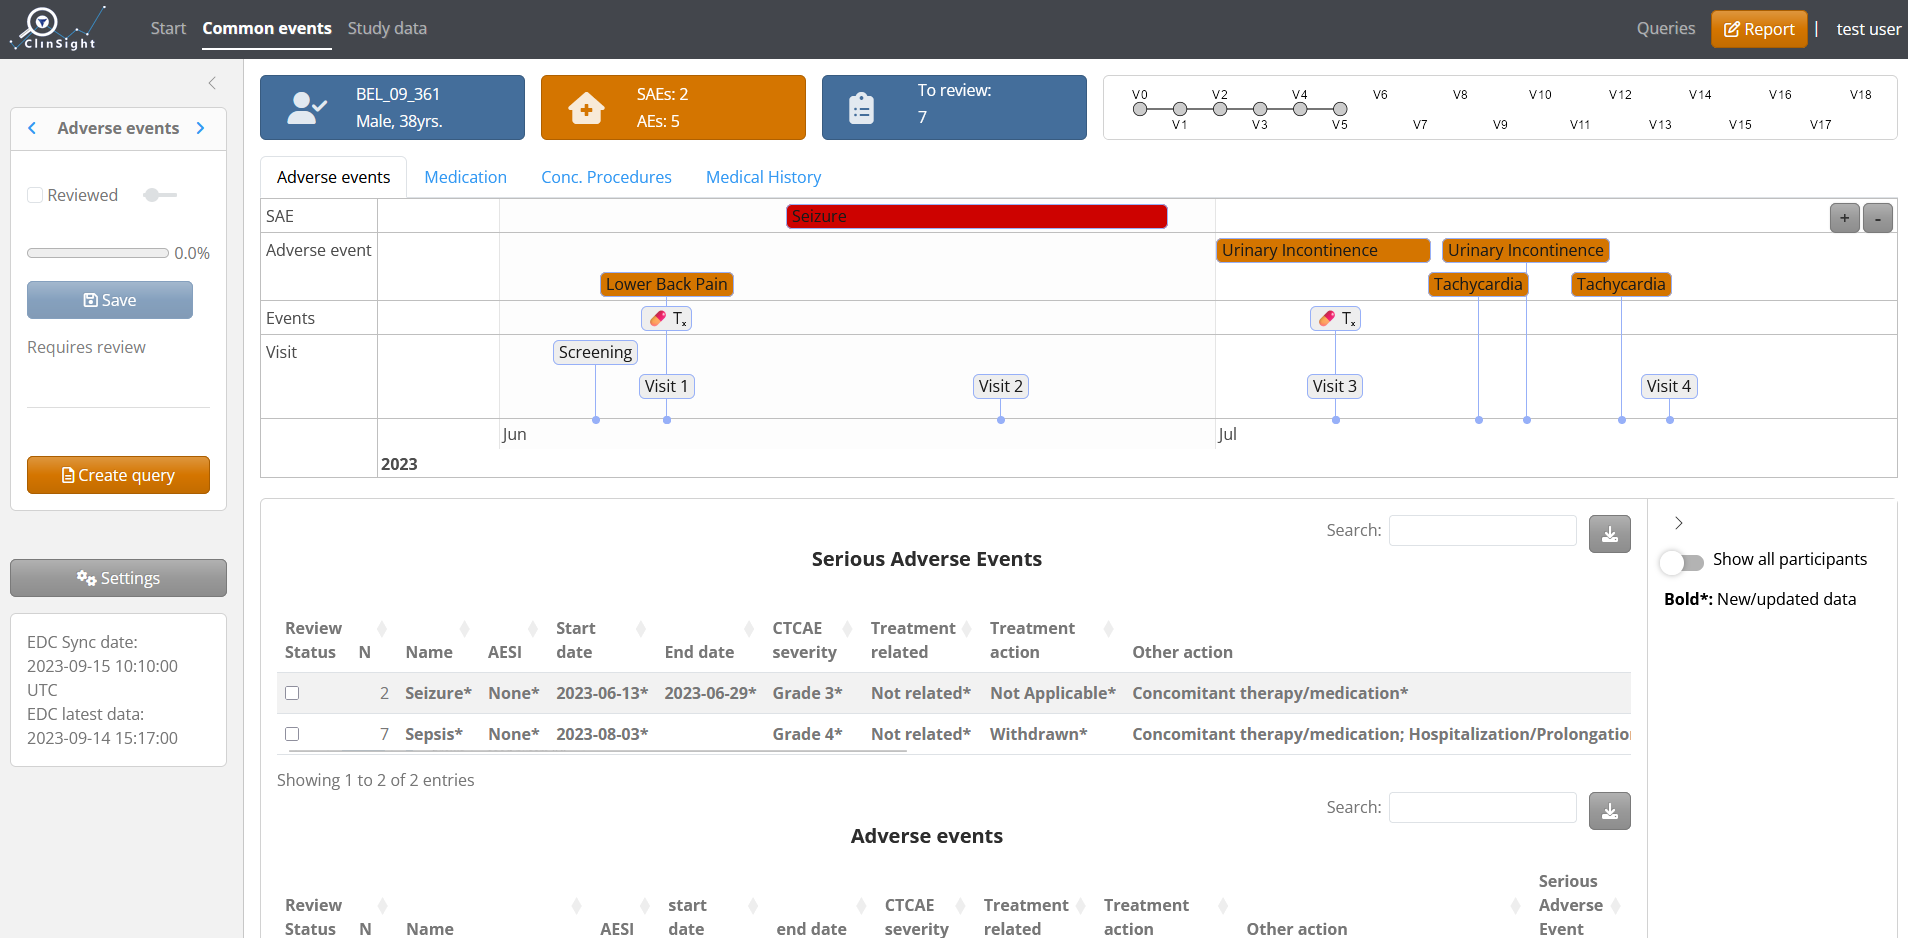 ClinSight
Start
Common events
Study data
Queries
Report
|
test user
Adverse events
Reviewed
0.0%
Save
Requires review
Create query
Settings
EDC Sync date:
2023-09-15 10:10:00
UTC
EDC latest data:
2023-09-14 15:17:00
BEL_09_361
Male, 38yrs.
SAEs: 2
AEs: 5
To review:
7
V0 V2 V4 V6 V8 V10 V12 V14 V16 V18
V1 V3 V5 V7 V9 V11 V13 V15 V17
Adverse events
Medication
Conc. Procedures
Medical History
SAE
Seizure
+ -
Adverse event
Urinary Incontinence
Urinary Incontinence
Lower Back Pain
Tachycardia
Tachycardia
Events
Tx
Tx
Visit
Screening
Visit 1
Visit 2
Visit 3
Visit 4
Jun
Jul
2023
Search:
Serious Adverse Events
Review Status N Name AESI Start date End date CTCAE severity Treatment related Treatment action Other action
2 Seizure* None* 2023-06-13* 2023-06-29* Grade 3* Not related* Not Applicable* Concomitant therapy/medication*
7 Sepsis* None* 2023-08-03* Grade 4* Not related* Withdrawn* Concomitant therapy/medication; Hospitalization/Prolongatio
Showing 1 to 2 of 2 entries
Search:
Adverse events
Review Status N Name AESI start date end date CTCAE severity Treatment related Treatment action Other action Serious Adverse Event
Show all participants
Bold*: New/updated data